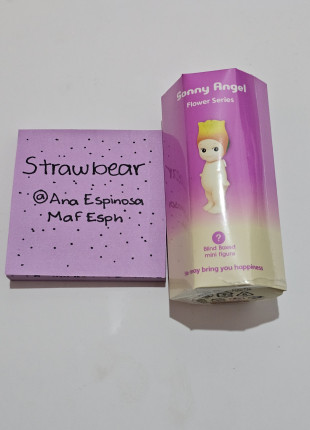 Strawbear
@Ana Espinosa
Maf Esph
Sonny Angel
Flower Series
?
Blind Boxed
mini figure
may bring you happiness